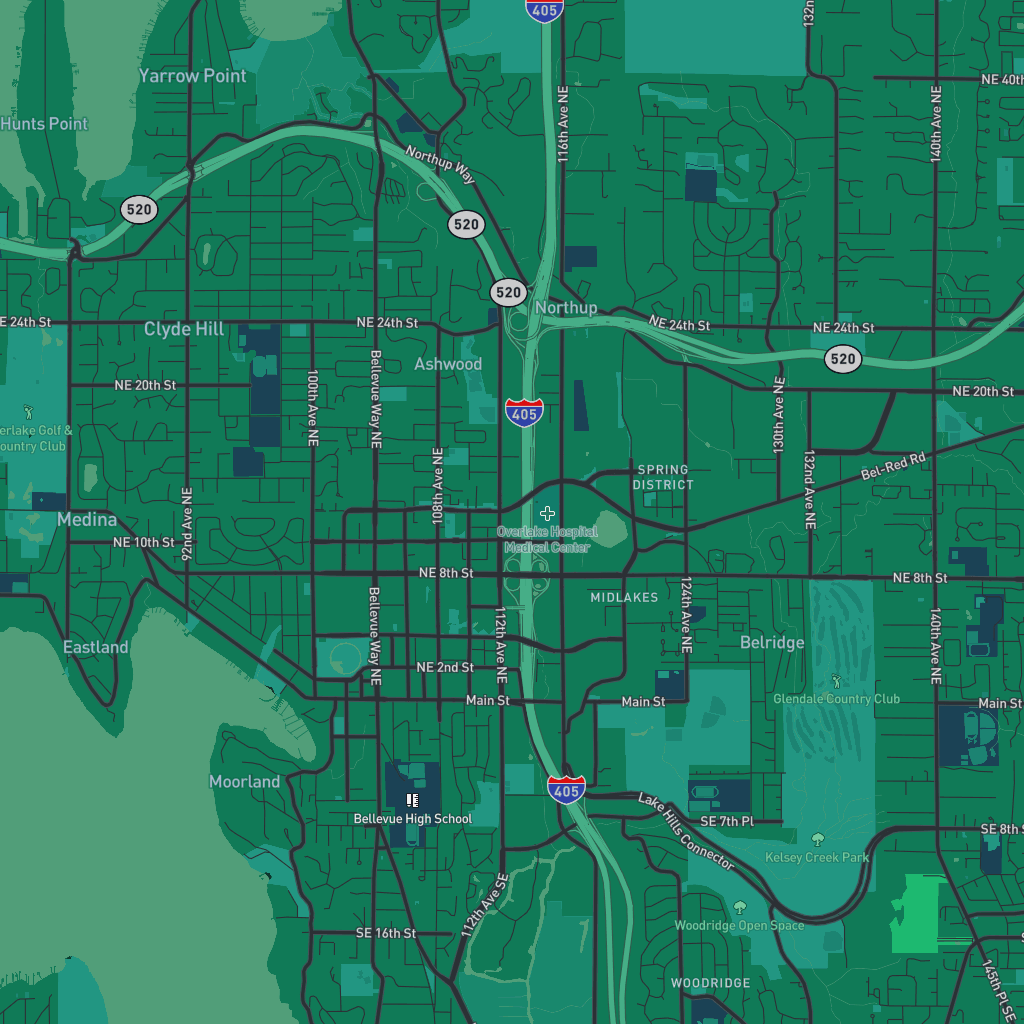 405
132n
Yarrow Point
NE 40th
Hunts Point
116th Ave NE
140th Ave NE
Northup Way
520
520
520
Northup
E 24th St
Clyde Hill
NE 24th St
NE 24th St
NE 24th St
Ashwood
520
NE 20th St
NE 20th St
100th Ave NE
Bellevue Way NE
130th Ave NE
405
erlake Golf &
ountry Club
108th Ave NE
SPRING
DISTRICT
132nd Ave NE
Bel-Red Rd
92nd Ave NE
Medina
Overlake Hospital
Medical Center
NE 10th St
NE 8th St
NE 8th St
MIDLAKES
Bellevue Way NE
112th Ave NE
124th Ave NE
140th Ave NE
Eastland
Belridge
NE 2nd St
Main St
Main St
Glendale Country Club
Main St
Moorland
405
Bellevue High School
Lake Hills Connector
SE 7th Pl
SE 8th S
Kelsey Creek Park
112th Ave SE
Woodridge Open Space
SE 16th St
WOODRIDGE
145th Pl SE